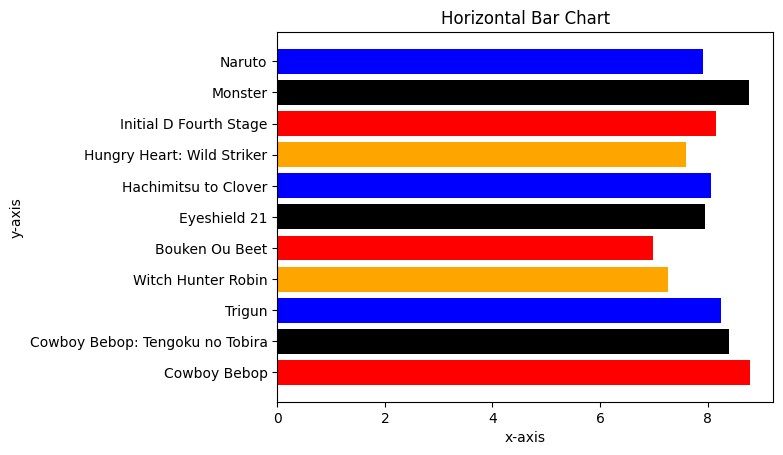 Horizontal Bar Chart
Naruto
Monster
Initial D Fourth Stage
Hungry Heart: Wild Striker
Hachimitsu to Clover
Eyeshield 21
Bouken Ou Beet
Witch Hunter Robin
Trigun
Cowboy Bebop: Tengoku no Tobira
Cowboy Bebop
y-axis
0 2 4 6 8
x-axis